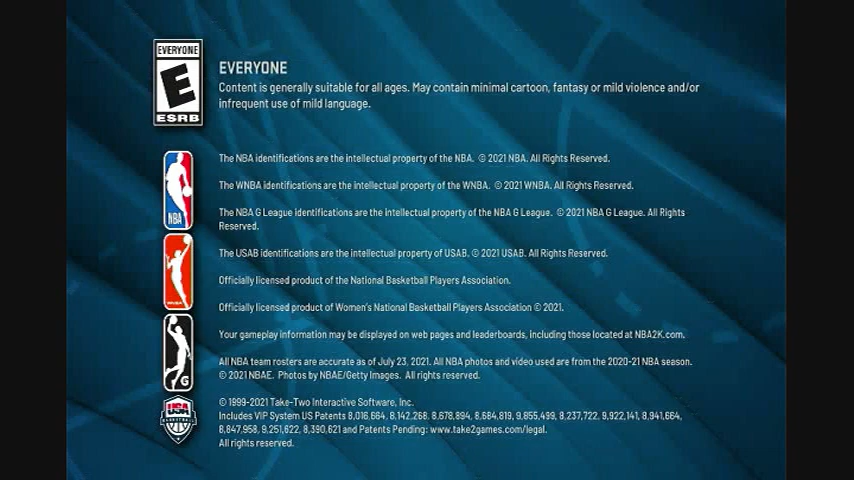 EVERYONE
E
ESRB
EVERYONE
Content is generally suitable for all ages. May contain minimal cartoon, fantasy or mild violence and/or
infrequent use of mild language.
The NBA identifications are the intellectual property of the NBA. © 2021 NBA. All Rights Reserved.
NBA
The WNBA identifications are the intellectual property of the WNBA. © 2021 WNBA. All Rights Reserved.
The NBA G League identifications are the intellectual property of the NBA G League. © 2021 NBA G League. All Rights
Reserved.
The USAB identifications are the intellectual property of USAB. © 2021 USAB. All Rights Reserved.
WNBA
Officially licensed product of the National Basketball Players Association.
Officially licensed product of Women's National Basketball Players Association © 2021.
Your gameplay information may be displayed on web pages and leaderboards, including those located at NBA2K.com.
All NBA team rosters are accurate as of July 23, 2021. All NBA photos and video used are from the 2020-21 NBA season.
© 2021 NBAE. Photos by NBAE/Getty Images. All rights reserved.
G
USA
BASKETBALL
© 1999-2021 Take-Two Interactive Software, Inc.
Includes VIP System US Patents 8,016,664, 8,142,268, 8,678,894, 8,684,819, 9,855,499, 8,237,722, 9,922,141, 8,941,664,
8,847,958, 9,251,622, 8,390,621 and Patents Pending: www.take2games.com/legal.
All rights reserved.